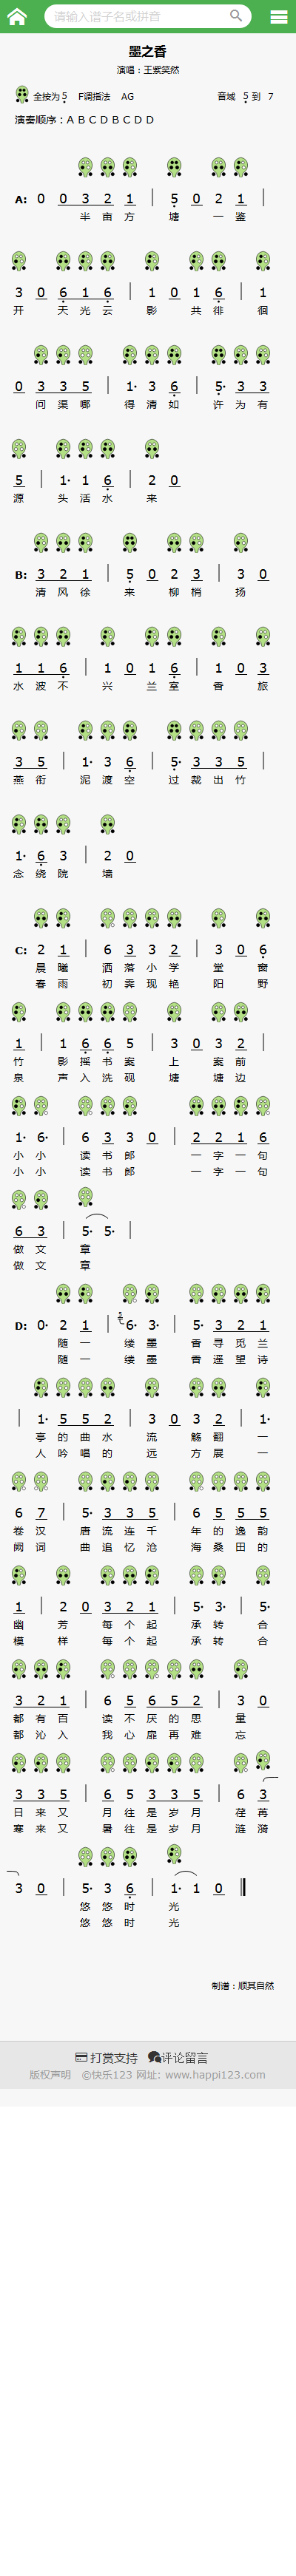 请输入谱子名或拼音
墨之香
演唱：王紫笑然
全按为 5 F调指法 AG 音域 5 到 7
演奏顺序：A B C D B C D D
A: 0 0 3 2 1 | 5 0 2 1 |
半 亩 方 塘 一 鉴
3 0 6 1 6 | 1 0 1 6 | 1
开 天 光 云 影 共 徘 徊
0 3 3 5 | 1· 3 6 | 5· 3 3
问 渠 哪 得 清 如 许 为 有
5 | 1· 1 6 | 2 0
源 头 活 水 来
B: 3 2 1 | 5 0 2 3 | 3 0
清 风 徐 来 柳 梢 扬
1 1 6 | 1 0 1 6 | 1 0 3
水 波 不 兴 兰 室 香 旅
3 5 | 1· 3 6 | 5· 3 3 5 |
燕 衔 泥 渡 空 过 裁 出 竹
1· 6 3 | 2 0
念 绕 院 墙
C: 2 1 | 6 3 3 2 | 3 0 6
晨 曦 洒 落 小 学 堂 窗
春 雨 初 霁 现 艳 阳 野
1 | 1 6 6 5 | 3 0 3 2 |
竹 影 摇 书 案 上 案 前
泉 声 入 洗 砚 塘 塘 边
1· 6· | 6 3 3 0 | 2 2 1 6
小 小 读 书 郎 一 字 一 句
小 小 读 书 郎 一 字 一 句
6 3 | 5· 5· |
做 文 章
做 文 章
D: 0· 2 1 | 5 6· 3· | 5· 3 2 1
随 一 缕 墨 香 寻 觅 兰
随 一 缕 墨 香 遥 望 诗
| 1· 5 5 2 | 3 0 3 2 | 1·
亭 的 曲 水 流 觞 翻 一
人 吟 唱 的 远 方 展 一
6 7 | 5· 3 3 5 | 6 5 5 5
卷 汉 唐 流 连 千 年 的 逸 韵
阙 词 曲 追 忆 沧 海 桑 田 的
1 | 2 0 3 2 1 | 5· 3· | 5·
幽 芳 每 个 起 承 转 合
模 样 每 个 起 承 转 合
3 2 1 | 6 5 6 5 2 | 3 0
都 有 百 读 不 厌 的 思 量
都 沁 入 我 心 扉 再 难 忘
3 3 5 | 6 5 3 3 5 | 6 3
日 来 又 月 往 是 岁 月 荏 苒
寒 来 又 暑 往 是 岁 月 涟 漪
3 0 | 5· 3 6 | 1· 1 0
悠 悠 时 光
悠 悠 时 光
制谱：顺其自然
打赏支持 评论留言
版权声明 ©快乐123 网址: www.happi123.com